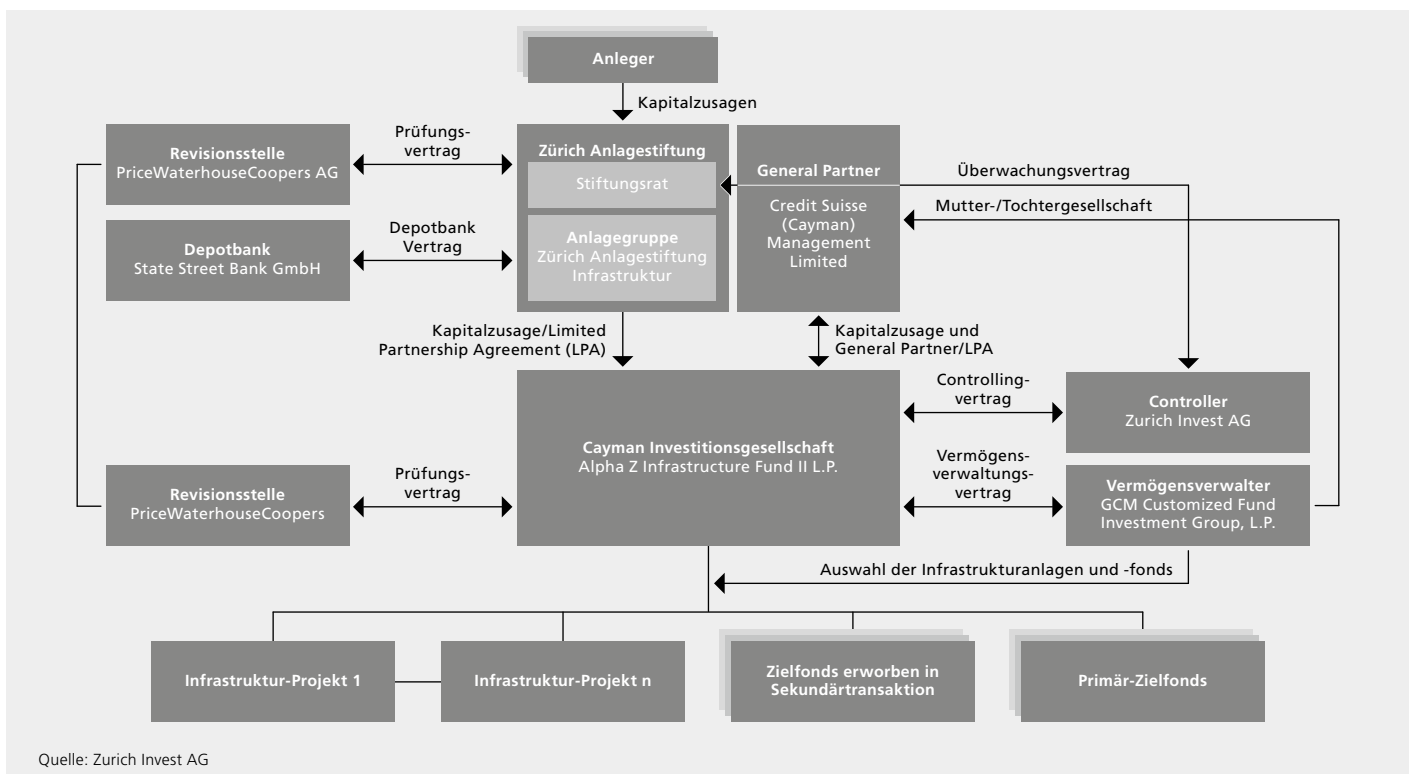 Anleger
Kapitalzusagen
Revisionsstelle
PriceWaterhouseCoopers AG
Prüfungs-
vertrag
Zürich Anlagestiftung
Stiftungsrat
General Partner
Credit Suisse
(Cayman)
Management
Limited
Überwachungsvertrag
Mutter-/Tochtergesellschaft
Depotbank
State Street Bank GmbH
Depotbank
Vertrag
Anlagegruppe
Zürich Anlagestiftung
Infrastruktur
Kapitalzusage/Limited
Partnership Agreement (LPA)
Kapitalzusage und
General Partner/LPA
Cayman Investitionsgesellschaft
Alpha Z Infrastructure Fund II L.P.
Controlling-
vertrag
Controller
Zurich Invest AG
Revisionsstelle
PriceWaterhouseCoopers
Prüfungs-
vertrag
Vermögens-
verwaltungs-
vertrag
Vermögensverwalter
GCM Customized Fund
Investment Group, L.P.
Auswahl der Infrastrukturanlagen und -fonds
Infrastruktur-Projekt 1
Infrastruktur-Projekt n
Zielfonds erworben in
Sekundärtransaktion
Primär-Zielfonds
Quelle: Zurich Invest AG